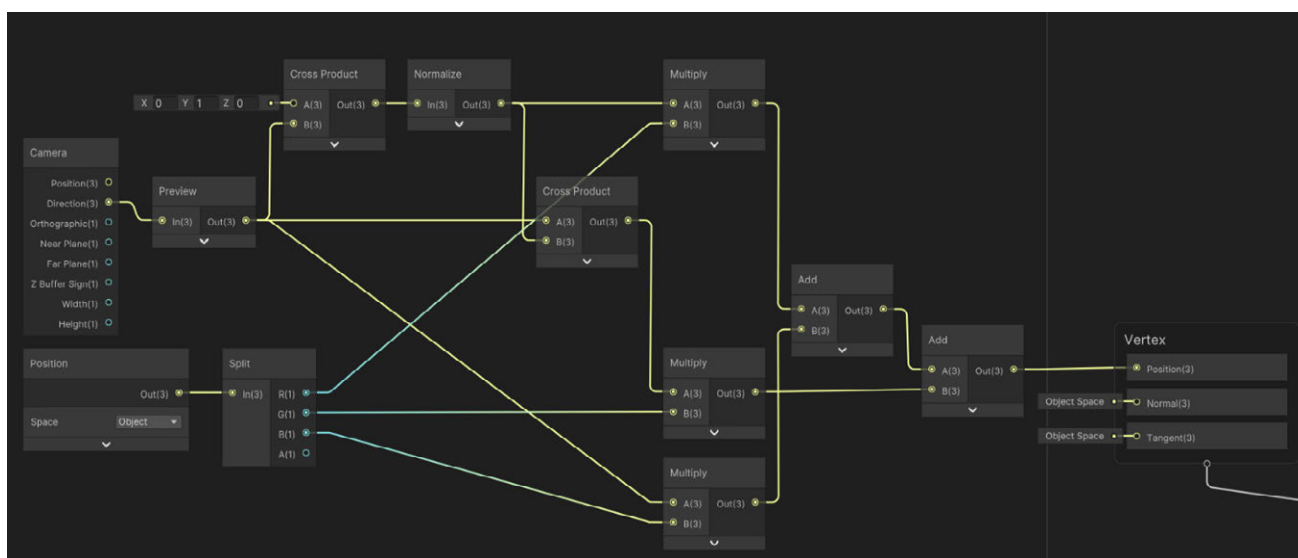 Cross Product
A(3) Out(3)
B(3)
X 0 Y 1 Z 0
Normalize
In(3) Out(3)
Multiply
A(3) Out(3)
B(3)
Camera
Position(3)
Direction(3)
Orthographic(1)
Near Plane(1)
Far Plane(1)
Z Buffer Sign(1)
Width(1)
Height(1)
Preview
In(3) Out(3)
Cross Product
A(3) Out(3)
B(3)
Add
A(3) Out(3)
B(3)
Add
A(3) Out(3)
B(3)
Vertex
Position(3)
Object Space Normal(3)
Object Space Tangent(3)
Position
Out(3)
Space Object
Split
In(3) R(1)
G(1)
B(1)
A(1)
Multiply
A(3) Out(3)
B(3)
Multiply
A(3) Out(3)
B(3)